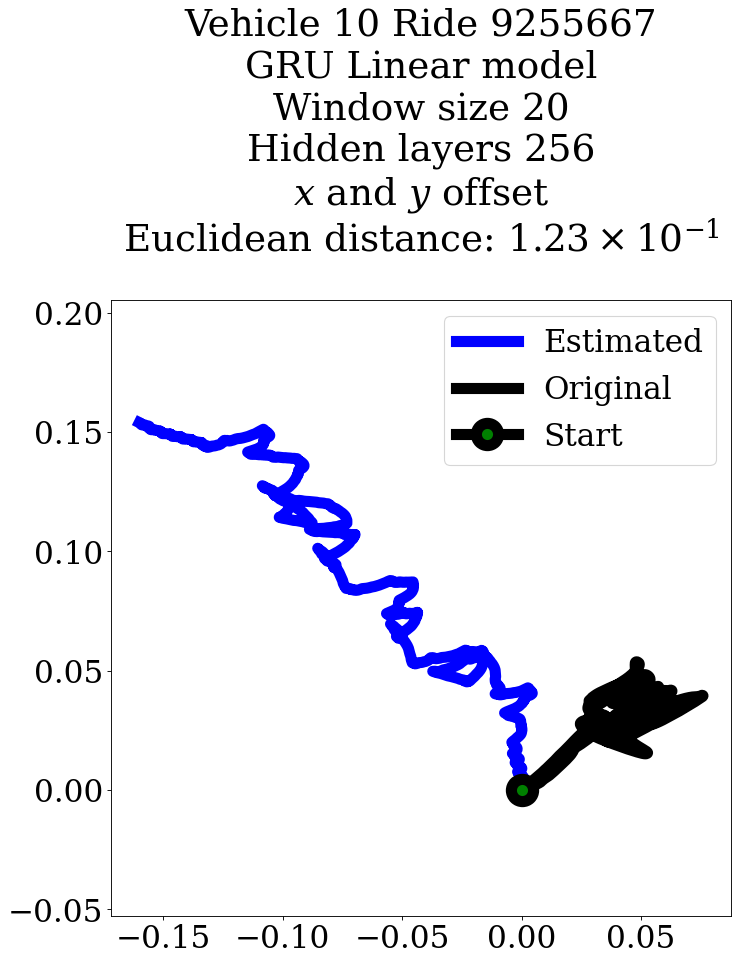 Vehicle 10 Ride 9255667
GRU Linear model
Window size 20
Hidden layers 256
x and y offset
Euclidean distance: 1.23 × 10⁻¹
Estimated
Original
Start
0.20
0.15
0.10
0.05
0.00
−0.05
−0.15 −0.10 −0.05 0.00 0.05